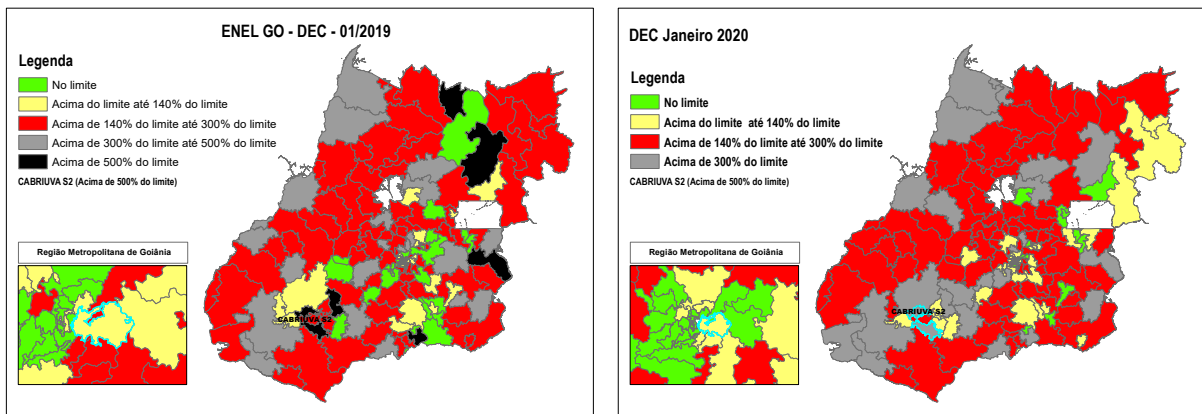 ENEL GO - DEC - 01/2019
Legenda
No limite
Acima do limite até 140% do limite
Acima de 140% do limite até 300% do limite
Acima de 300% do limite até 500% do limite
Acima de 500% do limite
CABRIUVA S2 (Acima de 500% do limite)
Região Metropolitana de Goiânia
CABRIUVA S2
DEC Janeiro 2020
Legenda
No limite
Acima do limite até 140% do limite
Acima de 140% do limite até 300% do limite
Acima de 300% do limite
CABRIUVA S2 (Acima de 500% do limite)
Região Metropolitana de Goiânia
CABRIUVA S2